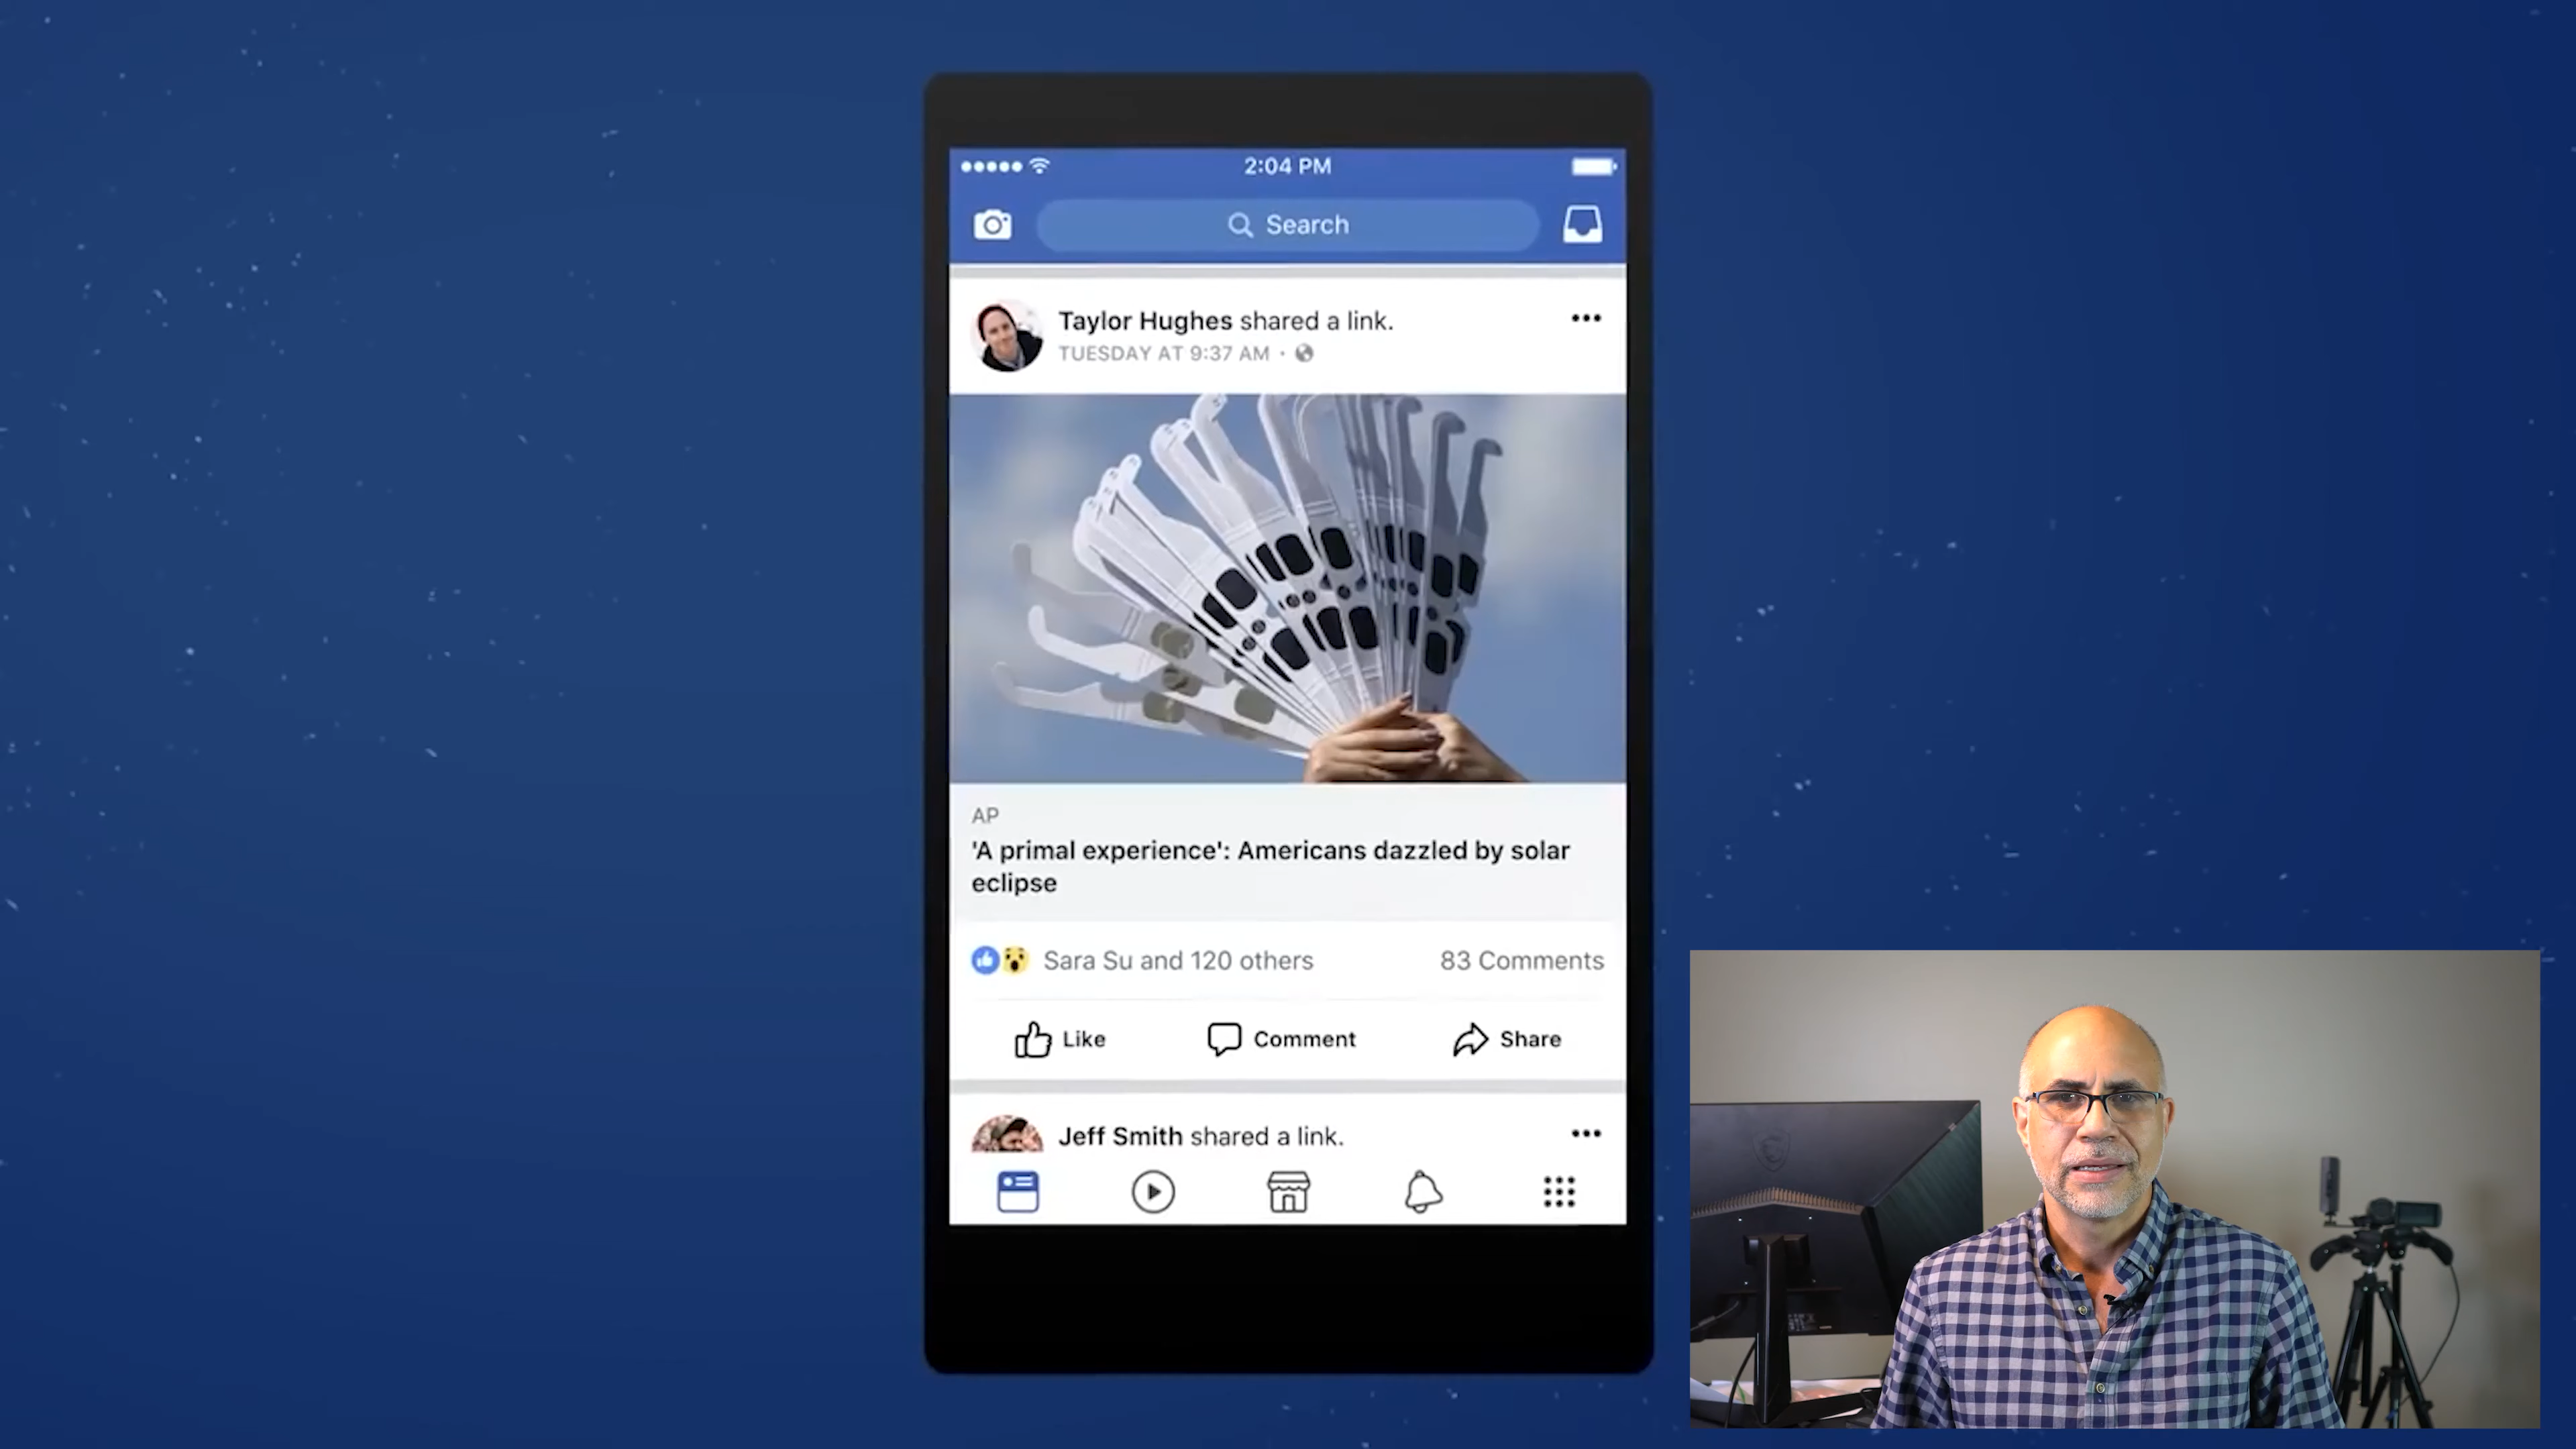 2:04 PM
Search
Taylor Hughes shared a link.
TUESDAY AT 9:37 AM ·
AP
'A primal experience': Americans dazzled by solar
eclipse
Sara Su and 120 others 83 Comments
Like Comment Share
Jeff Smith shared a link.